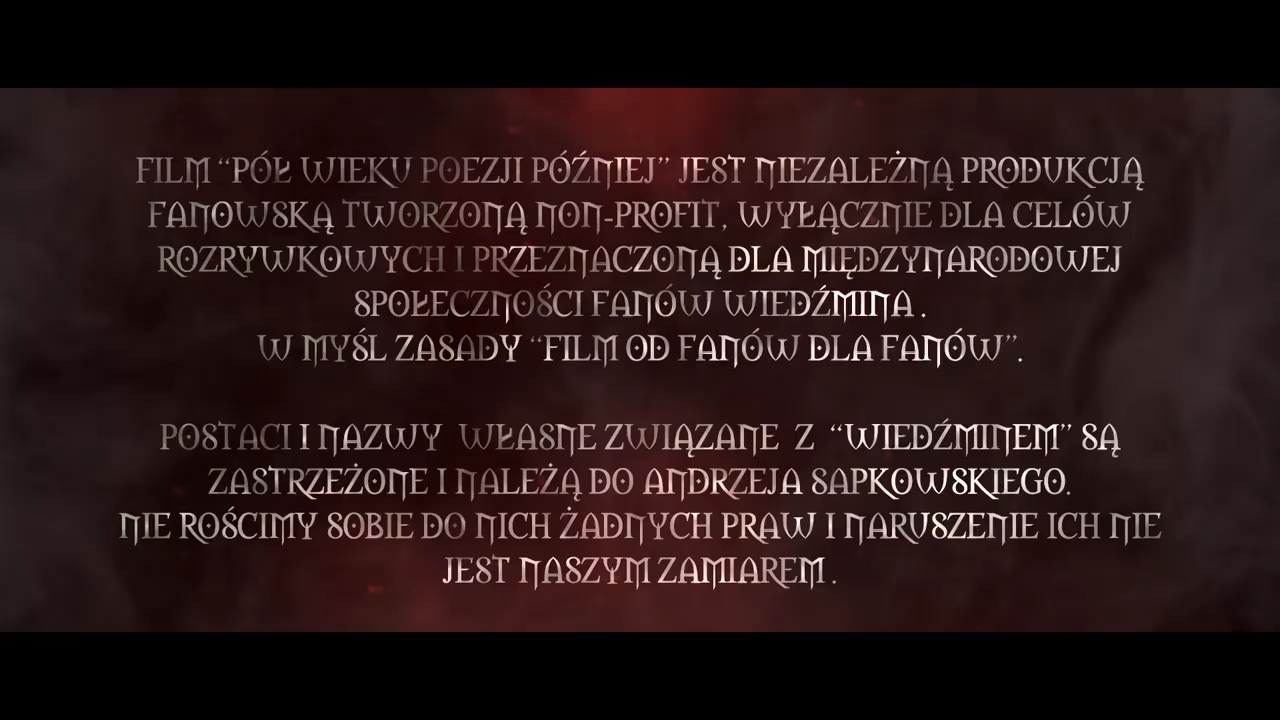 FILM “PÓŁ WIEKU POEZJI PÓŹNIEJ” JEST NIEZALEŻNĄ PRODUKCJĄ
FANOWSKĄ TWORZONĄ NON-PROFIT, WYŁĄCZNIE DLA CELÓW
ROZRYWKOWYCH I PRZEZNACZONĄ DLA MIĘDZYNARODOWEJ
SPOŁECZNOŚCI FANÓW WIEDŹMINA .
W MYŚL ZASADY “FILM OD FANÓW DLA FANÓW”.
POSTACI I NAZWY WŁASNE ZWIĄZANE Z “WIEDŹMINEM” SĄ
ZASTRZEŻONE I NALEŻĄ DO ANDRZEJA SAPKOWSKIEGO.
NIE ROŚCIMY SOBIE DO NICH ŻADNYCH PRAW I NARUSZENIE ICH NIE
JEST NASZYM ZAMIAREM .